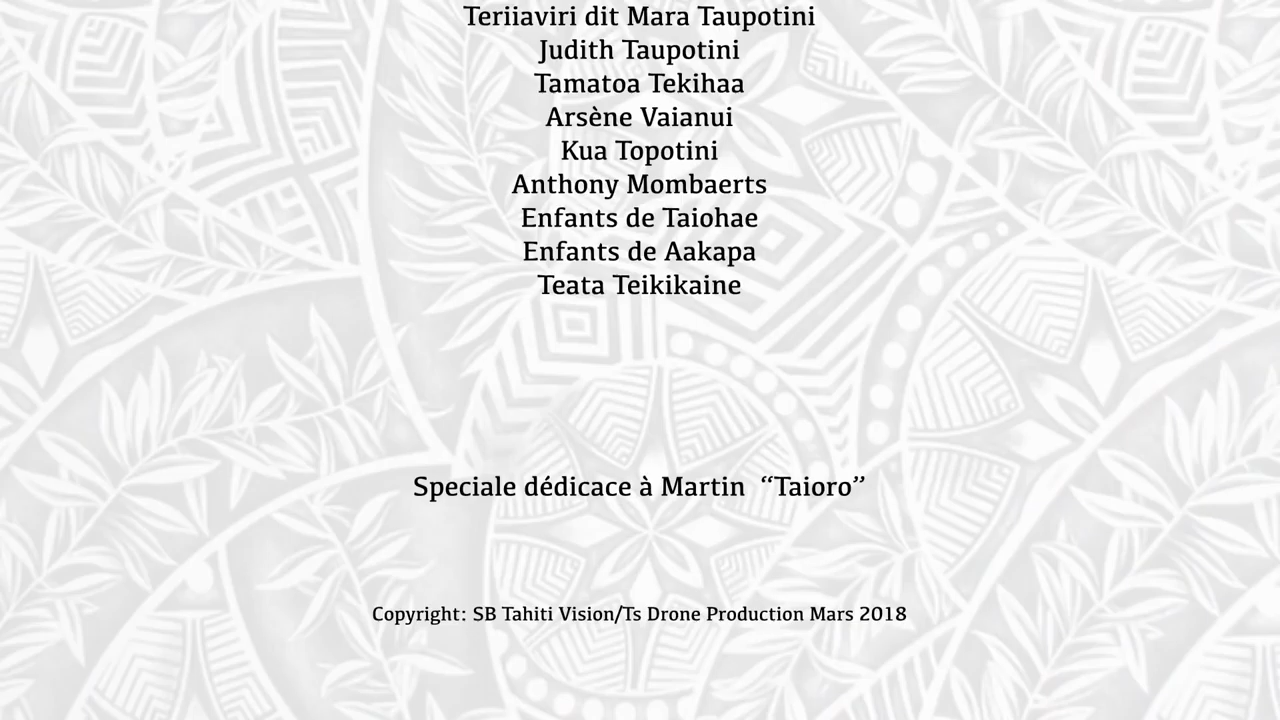 Teriiaviri dit Mara Taupotini
Judith Taupotini
Tamatoa Tekihaa
Arsène Vaianui
Kua Topotini
Anthony Mombaerts
Enfants de Taiohae
Enfants de Aakapa
Teata Teikikaine
Speciale dédicace à Martin “Taioro”
Copyright: SB Tahiti Vision/Ts Drone Production Mars 2018